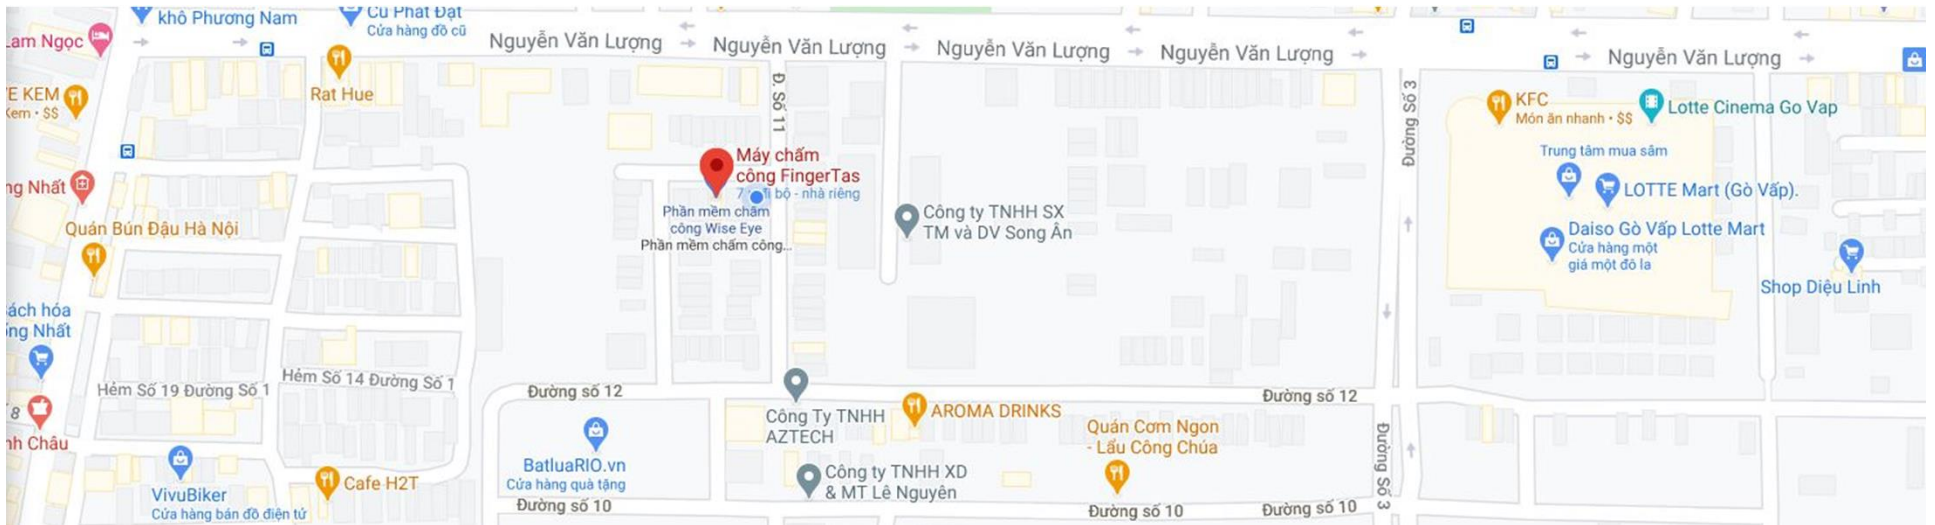 khô Phương Nam
Cũ Phát Đạt
Cửa hàng đồ cũ
Lam Ngọc
Nguyễn Văn Lượng
Nguyễn Văn Lượng
Nguyễn Văn Lượng
Nguyễn Văn Lượng
Nguyễn Văn Lượng
Rat Hue
KEM
Kem • $$
Đ. Số 11
Đường Số 3
KFC
Món ăn nhanh • $$
Lotte Cinema Go Vap
Trung tâm mua sắm
LOTTE Mart (Gò Vấp).
Daiso Gò Vấp Lotte Mart
Cửa hàng một
giá một đô la
Shop Diệu Linh
Máy chấm
công FingerTas
bộ - nhà riêng
Phần mềm chấm
công Wise Eye
Phần mềm chấm công...
Công ty TNHH SX
TM và DV Song Ân
ng Nhất
Quán Bún Đậu Hà Nội
ách hóa
ng Nhất
Hẻm Số 19 Đường Số 1
Hẻm Số 14 Đường Số 1
Đường số 12
Đường số 12
8
nh Châu
Công Ty TNHH
AZTECH
AROMA DRINKS
Quán Cơm Ngon
- Lẩu Công Chúa
Đường Số 3
BatluaRIO.vn
Cửa hàng quà tặng
Công ty TNHH XD
& MT Lê Nguyên
VivuBiker
Cửa hàng bán đồ điện tử
Cafe H2T
Đường số 10
Đường số 10
Đường số 10